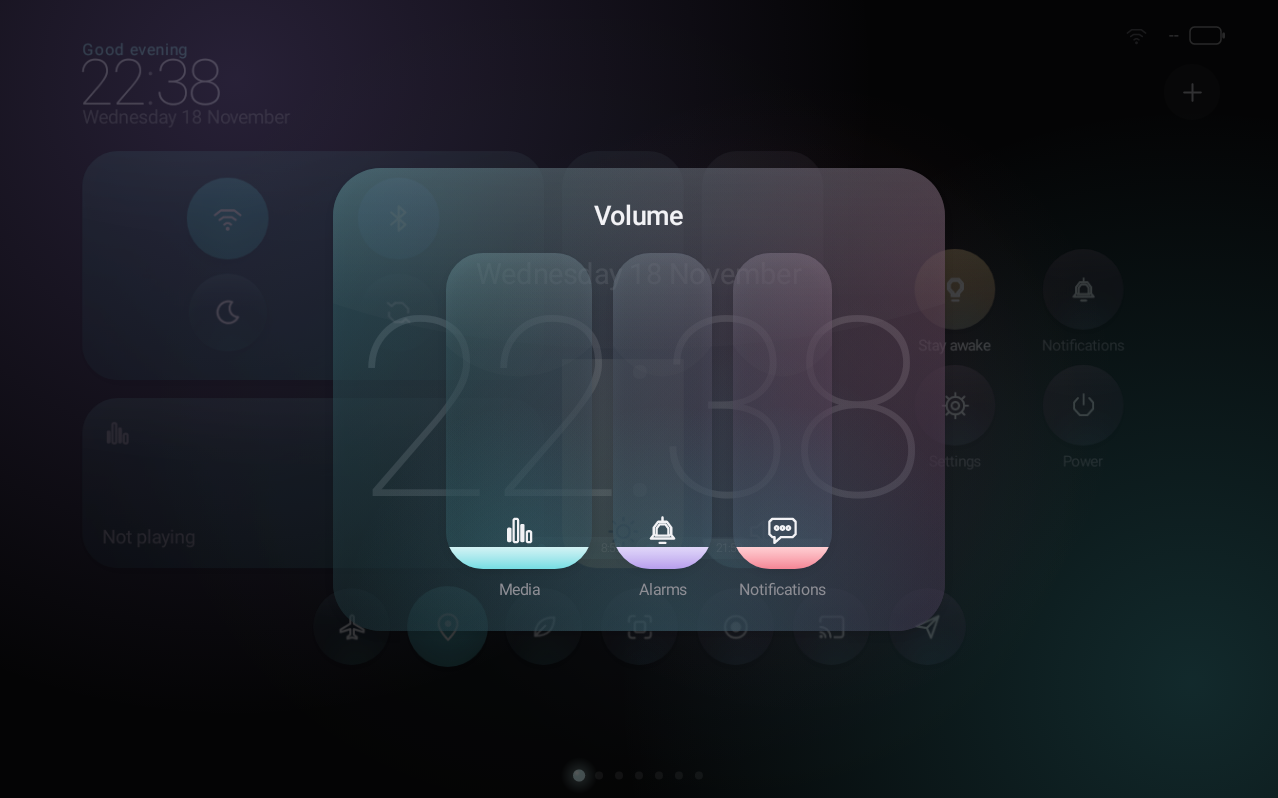 Good evening
22:38
Wednesday 18 November
--
Volume
Wednesday 18 November
22:38
Stay awake
Notifications
Settings
Power
Not playing
Media
Alarms
Notifications